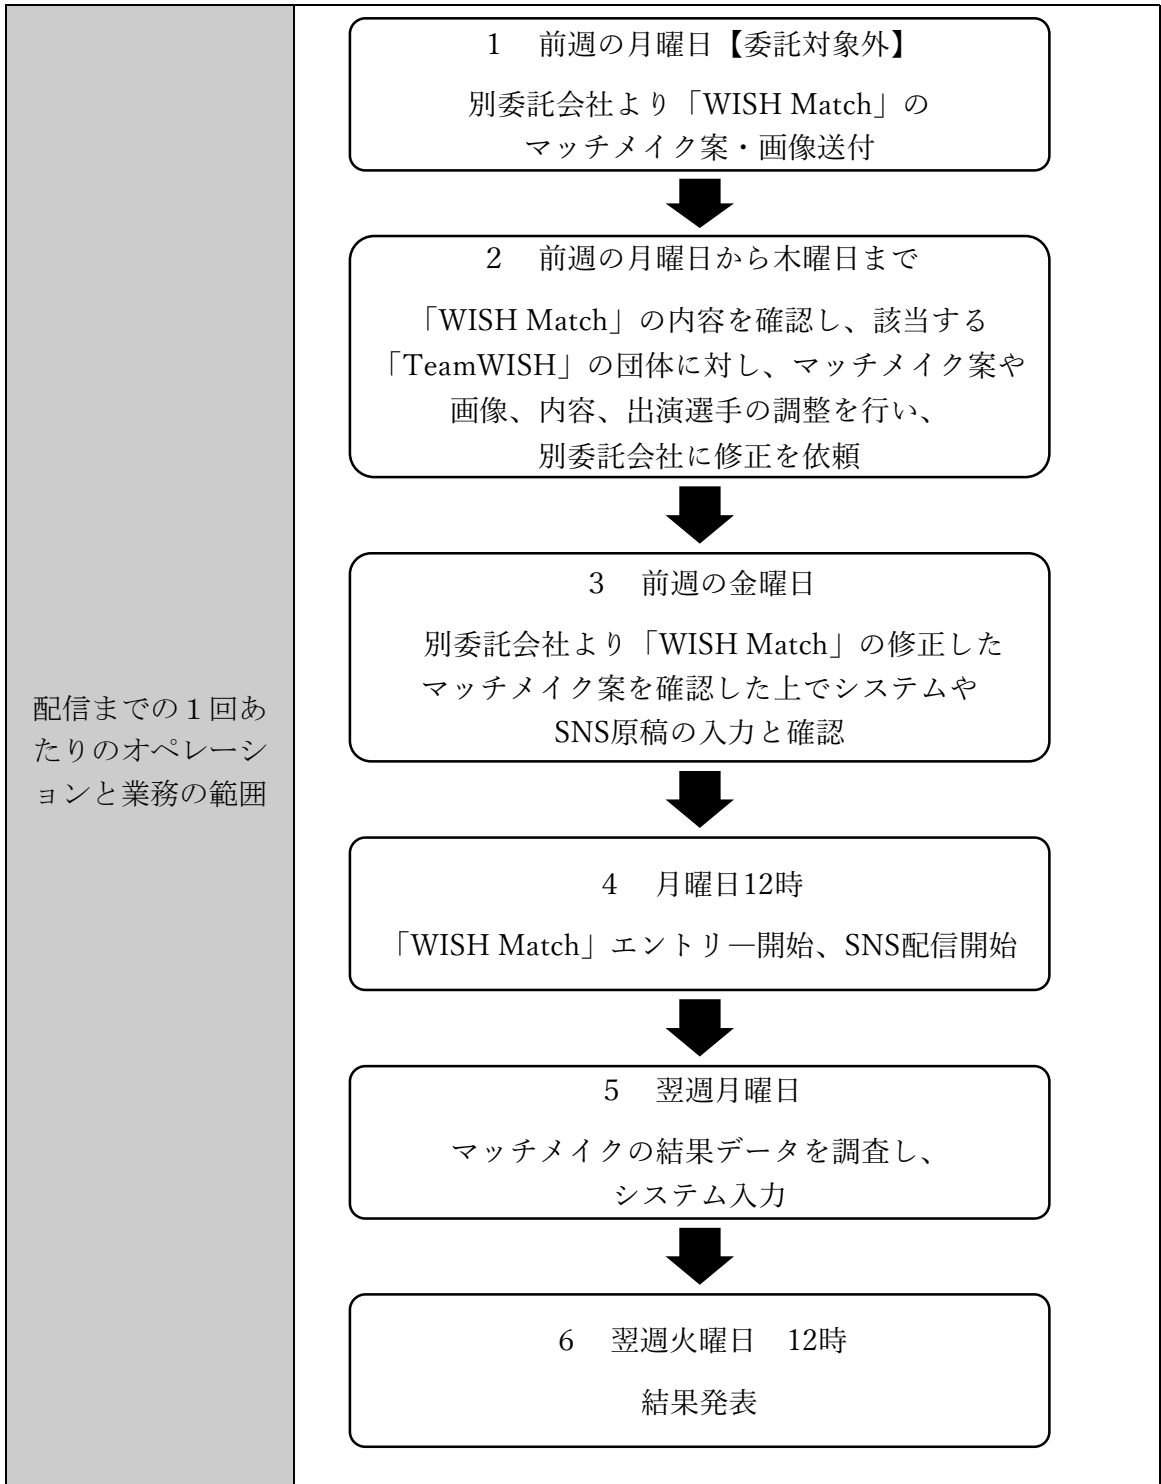 配信までの１回あ
たりのオペレーシ
ョンと業務の範囲
1　前週の月曜日【委託対象外】
別委託会社より「WISH Match」の
マッチメイク案・画像送付
2　前週の月曜日から木曜日まで
「WISH Match」の内容を確認し、該当する
「TeamWISH」の団体に対し、マッチメイク案や
画像、内容、出演選手の調整を行い、
別委託会社に修正を依頼
3　前週の金曜日
別委託会社より「WISH Match」の修正した
マッチメイク案を確認した上でシステムや
SNS原稿の入力と確認
4　月曜日12時
「WISH Match」エントリ―開始、SNS配信開始
5　翌週月曜日
マッチメイクの結果データを調査し、
システム入力
6　翌週火曜日　12時
結果発表